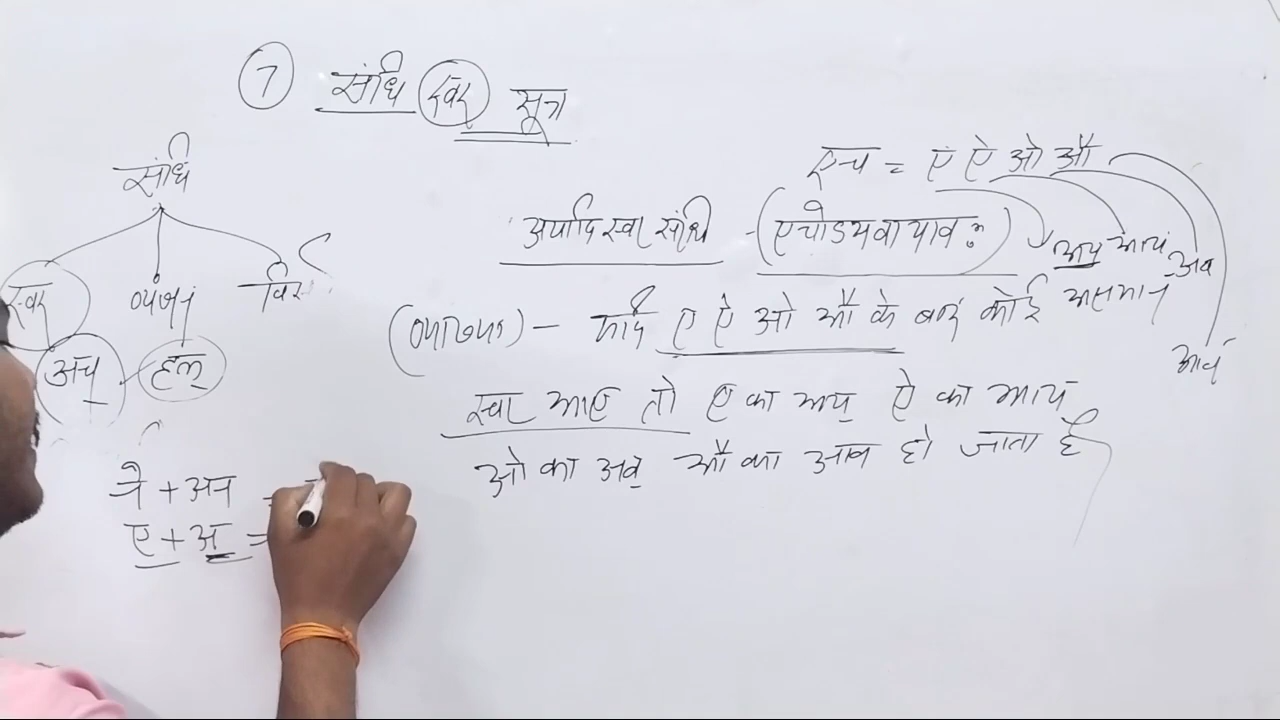 7 संधि स्वर सूत्र
संधि
स्वर व्यंजन विस
अच् हल्
एच = ए ऐ ओ औ
अयादि स्वर संधि - (एचोऽयवायावः)
अय आय अव
आव
(व्याख्या) - यदि ए ऐ ओ औ के बाद कोई असमान
स्वर आए तो ए का अय् ऐ का आय
ओ का अव् औ का आव हो जाता है
ने + अन =
ए + अ =